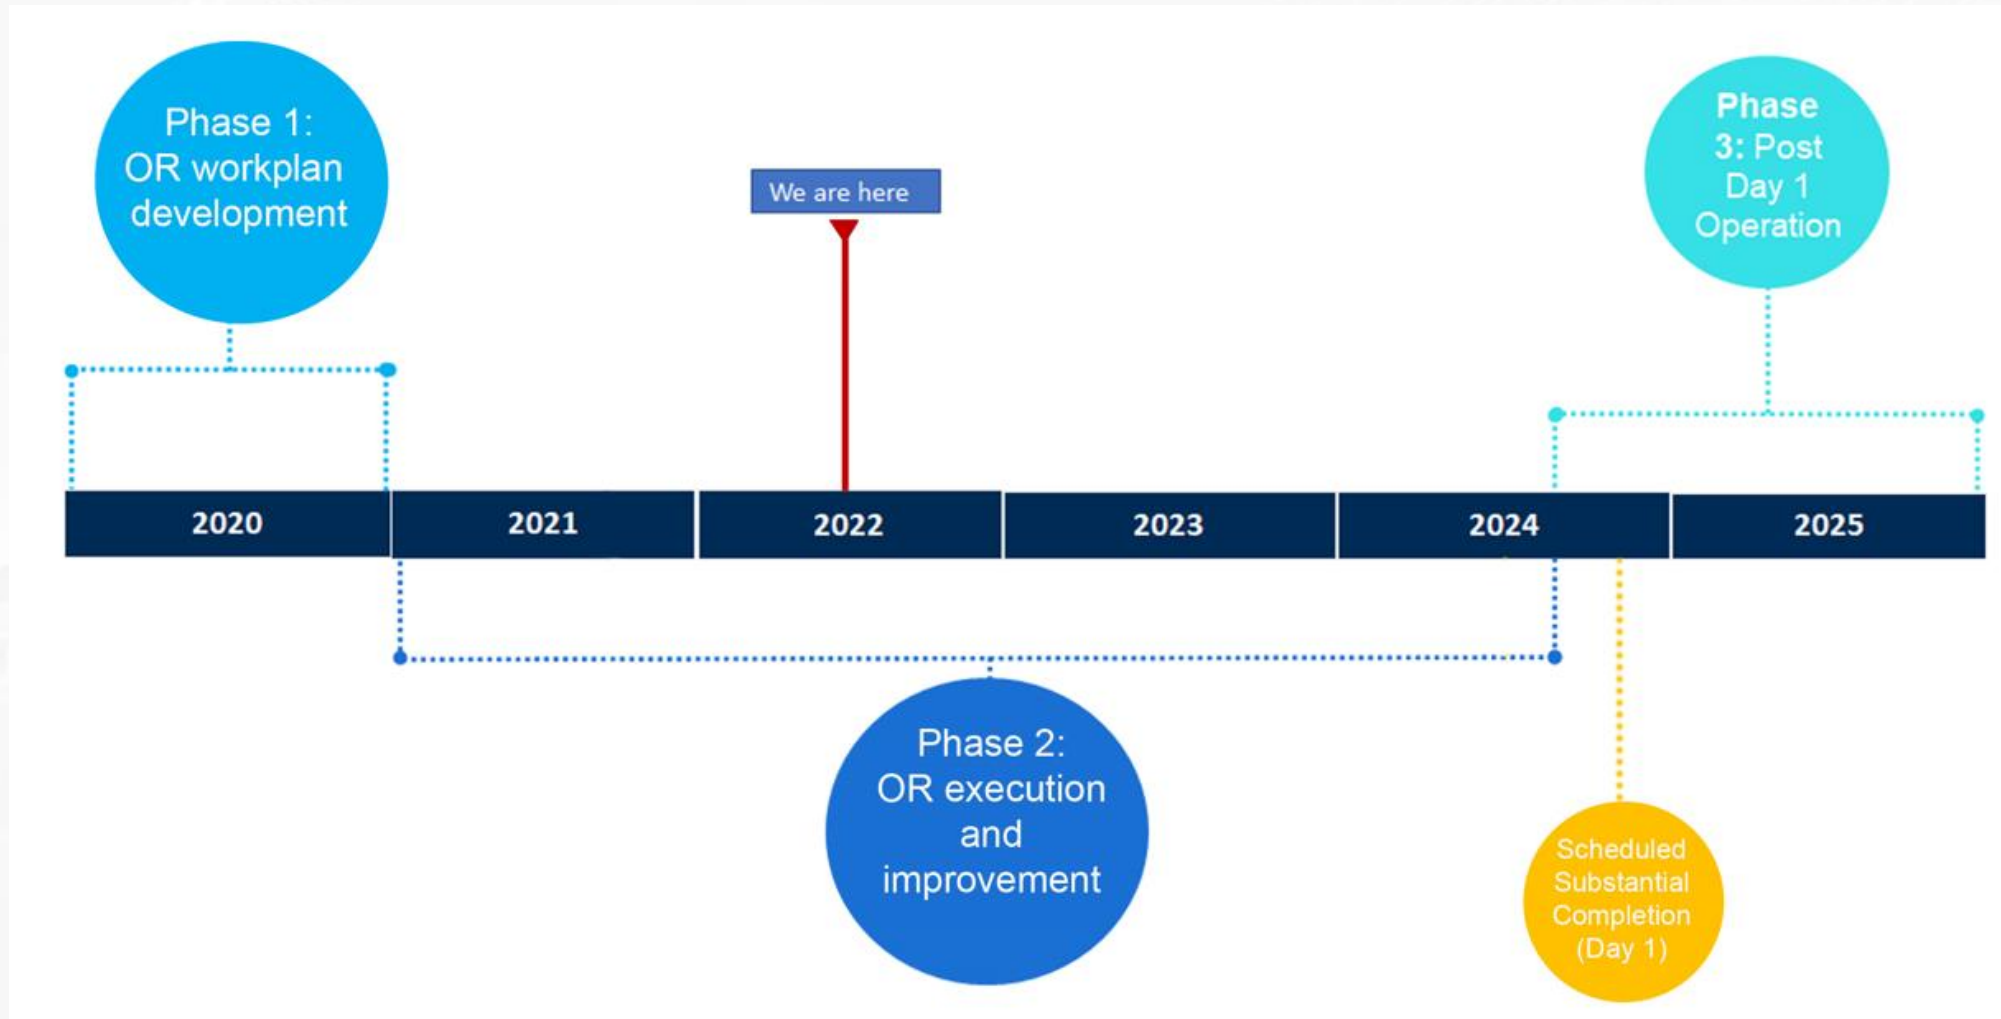 Phase 1:
OR workplan
development
We are here
Phase
3: Post
Day 1
Operation
2020
2021
2022
2023
2024
2025
Phase 2:
OR execution
and
improvement
Scheduled
Substantial
Completion
(Day 1)